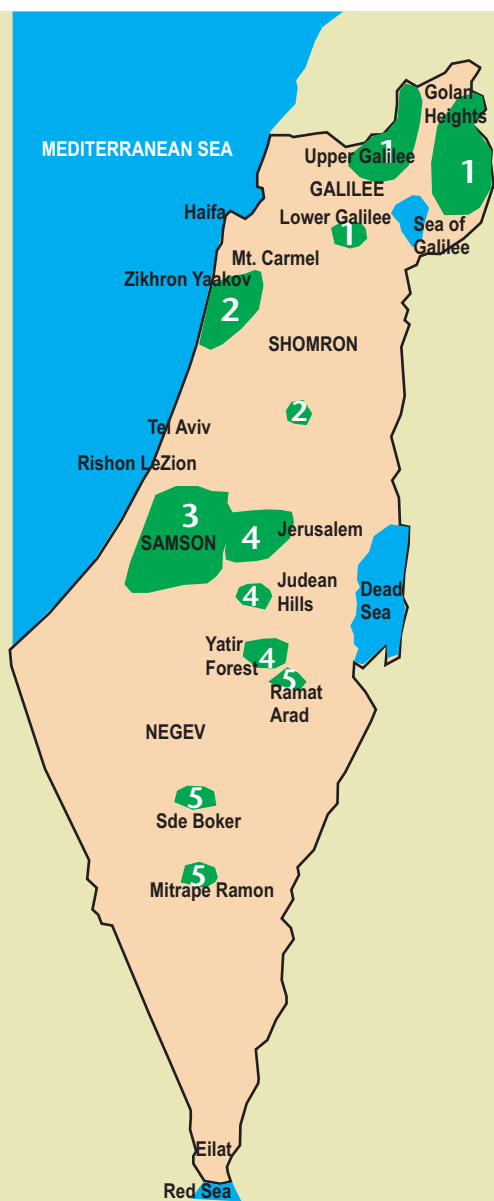 Golan
Heights
1
1
MEDITERRANEAN SEA
Upper Galilee
GALILEE
Haifa
Lower Galilee
1
Sea of
Galilee
Mt. Carmel
Zikhron Yaakov
2
SHOMRON
2
Tel Aviv
Rishon LeZion
3
SAMSON
4
Jerusalem
Judean
Hills
4
Dead
Sea
Yatir
Forest
4
5
Ramat
Arad
NEGEV
5
Sde Boker
5
Mitrape Ramon
Eilat
Red Sea